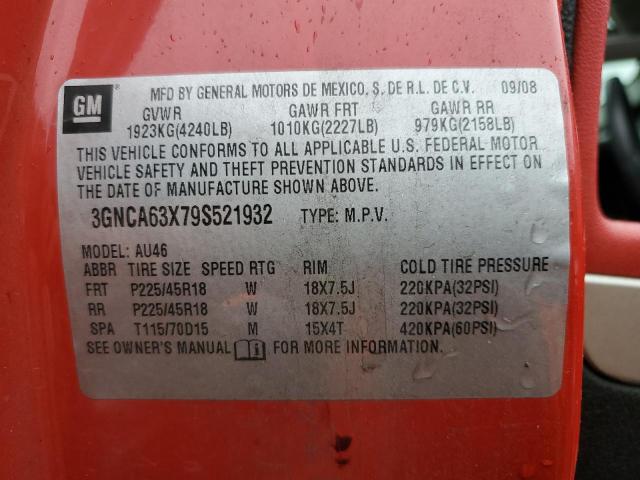 GM
MFD BY GENERAL MOTORS DE MEXICO, S. DE R.L. DE C.V. 09/08
GVWR GAWR FRT GAWR RR
1923KG(4240LB) 1010KG(2227LB) 979KG(2158LB)
THIS VEHICLE CONFORMS TO ALL APPLICABLE U.S. FEDERAL MOTOR
VEHICLE SAFETY AND THEFT PREVENTION STANDARDS IN EFFECT ON
THE DATE OF MANUFACTURE SHOWN ABOVE.
3GNCA63X79S521932 TYPE: M.P.V.
MODEL: AU46
ABBR TIRE SIZE SPEED RTG RIM COLD TIRE PRESSURE
FRT P225/45R18 W 18X7.5J 220KPA(32PSI)
RR P225/45R18 W 18X7.5J 220KPA(32PSI)
SPA T115/70D15 M 15X4T 420KPA(60PSI)
SEE OWNER'S MANUAL FOR MORE INFORMATION.